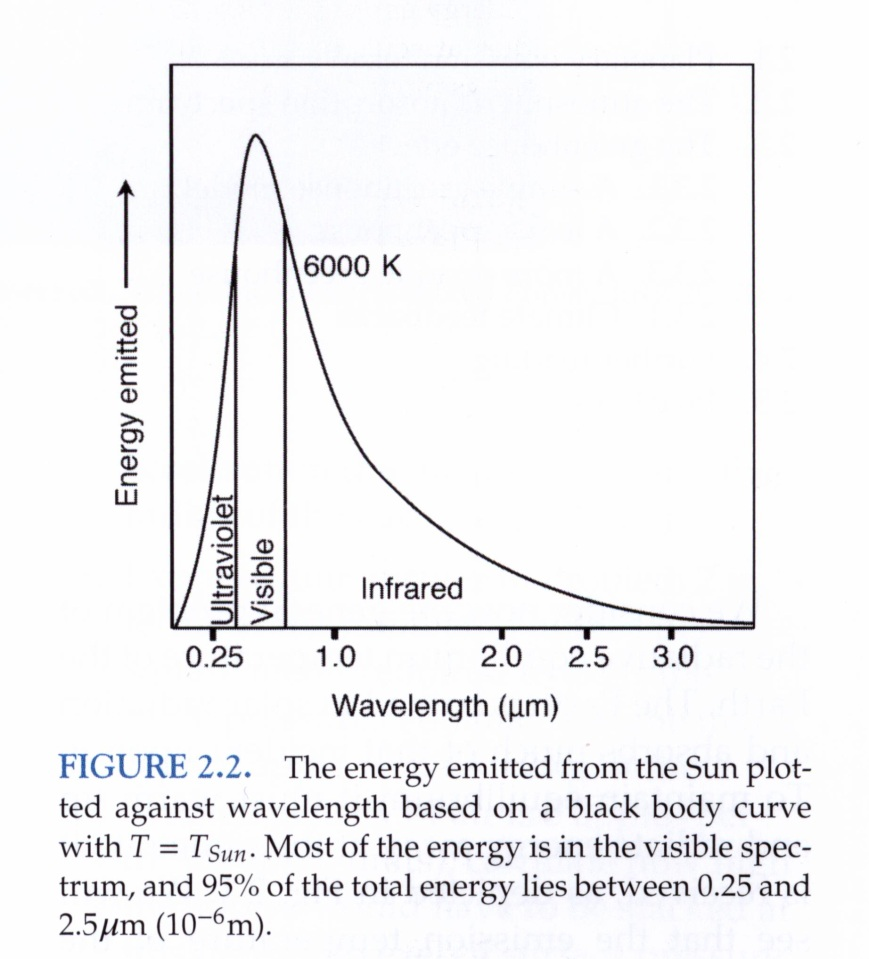 6000 K
Energy emitted
Ultraviolet
Visible
Infrared
0.25 1.0 2.0 2.5 3.0
Wavelength (μm)
FIGURE 2.2. The energy emitted from the Sun plot-
ted against wavelength based on a black body curve
with T = TSun. Most of the energy is in the visible spec-
trum, and 95% of the total energy lies between 0.25 and
2.5μm (10−6 m).